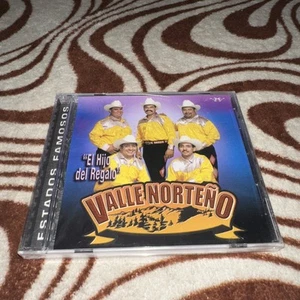 ESTADOS FAMOSOS
"El Hijo
del Regalo"
VALLE NORTEÑO